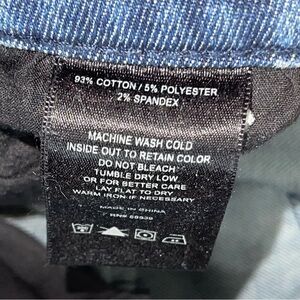 93% COTTON / 5% POLYESTER
2% SPANDEX
MACHINE WASH COLD
INSIDE OUT TO RETAIN COLOR
DO NOT BLEACH
TUMBLE DRY LOW
OR FOR BETTER CARE
LAY FLAT TO DRY
WARM IRON IF NECESSARY
MADE IN CHINA